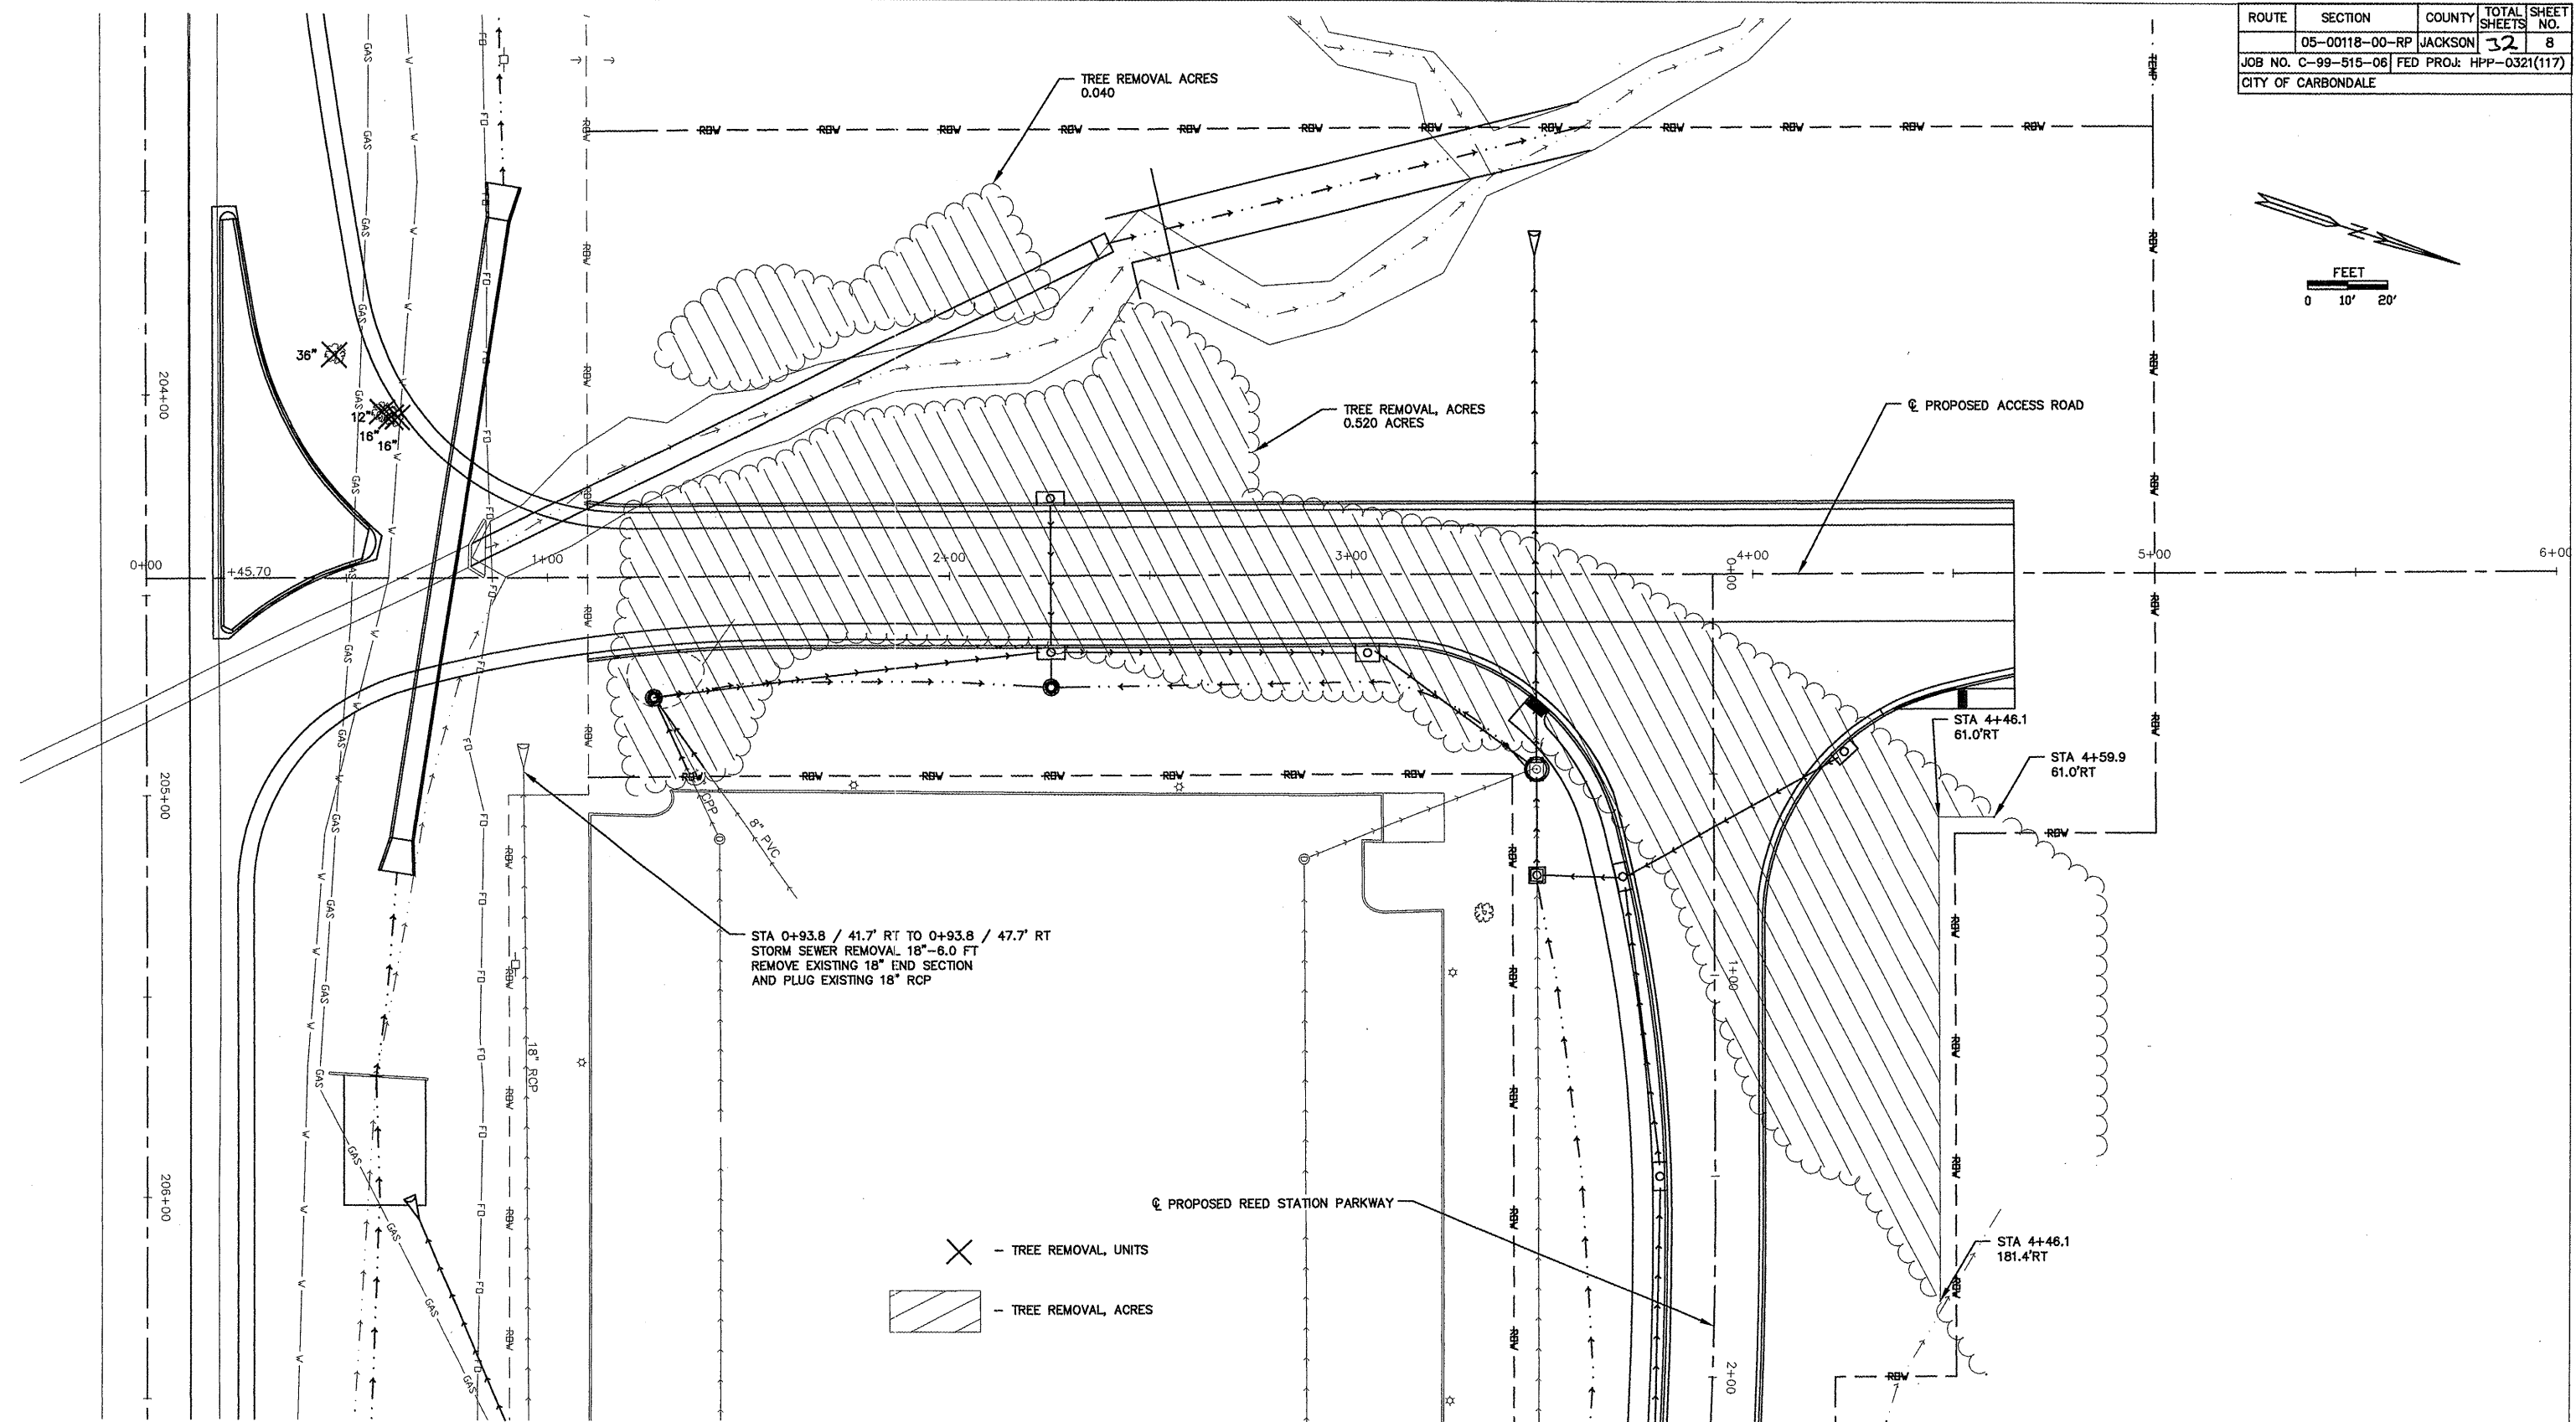 ROUTE SECTION COUNTY TOTAL SHEETS SHEET NO.
05-00118-00-RP JACKSON 32 8
JOB NO. C-99-515-06 FED PROJ: HPP-0321(117)
CITY OF CARBONDALE
TREE REMOVAL ACRES
0.040
FEET
0 10' 20'
TREE REMOVAL, ACRES
0.520 ACRES
℄ PROPOSED ACCESS ROAD
36"
12"
16"
16"
204+00
205+00
206+00
0+00
+45.70
1+00
2+00
3+00
4+00
5+00
6+00
0+00
1+00
2+00
STA 4+46.1
61.0'RT
STA 4+59.9
61.0'RT
CPP
8" PVC
STA 0+93.8 / 41.7' RT TO 0+93.8 / 47.7' RT
STORM SEWER REMOVAL 18"-6.0 FT
REMOVE EXISTING 18" END SECTION
AND PLUG EXISTING 18" RCP
18" RCP
℄ PROPOSED REED STATION PARKWAY
STA 4+46.1
181.4'RT
X - TREE REMOVAL, UNITS
- TREE REMOVAL, ACRES
GAS
W
FO
ROW
TEMP